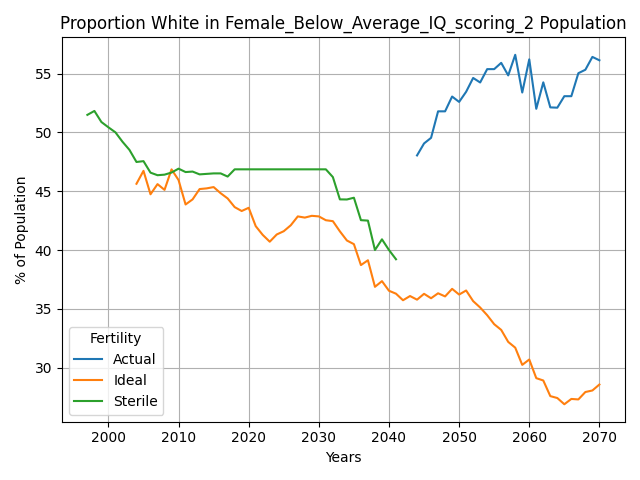 Proportion White in Female_Below_Average_IQ_scoring_2 Population
% of Population
55
50
45
40
35
30
Fertility
Actual
Ideal
Sterile
2000 2010 2020 2030 2040 2050 2060 2070
Years